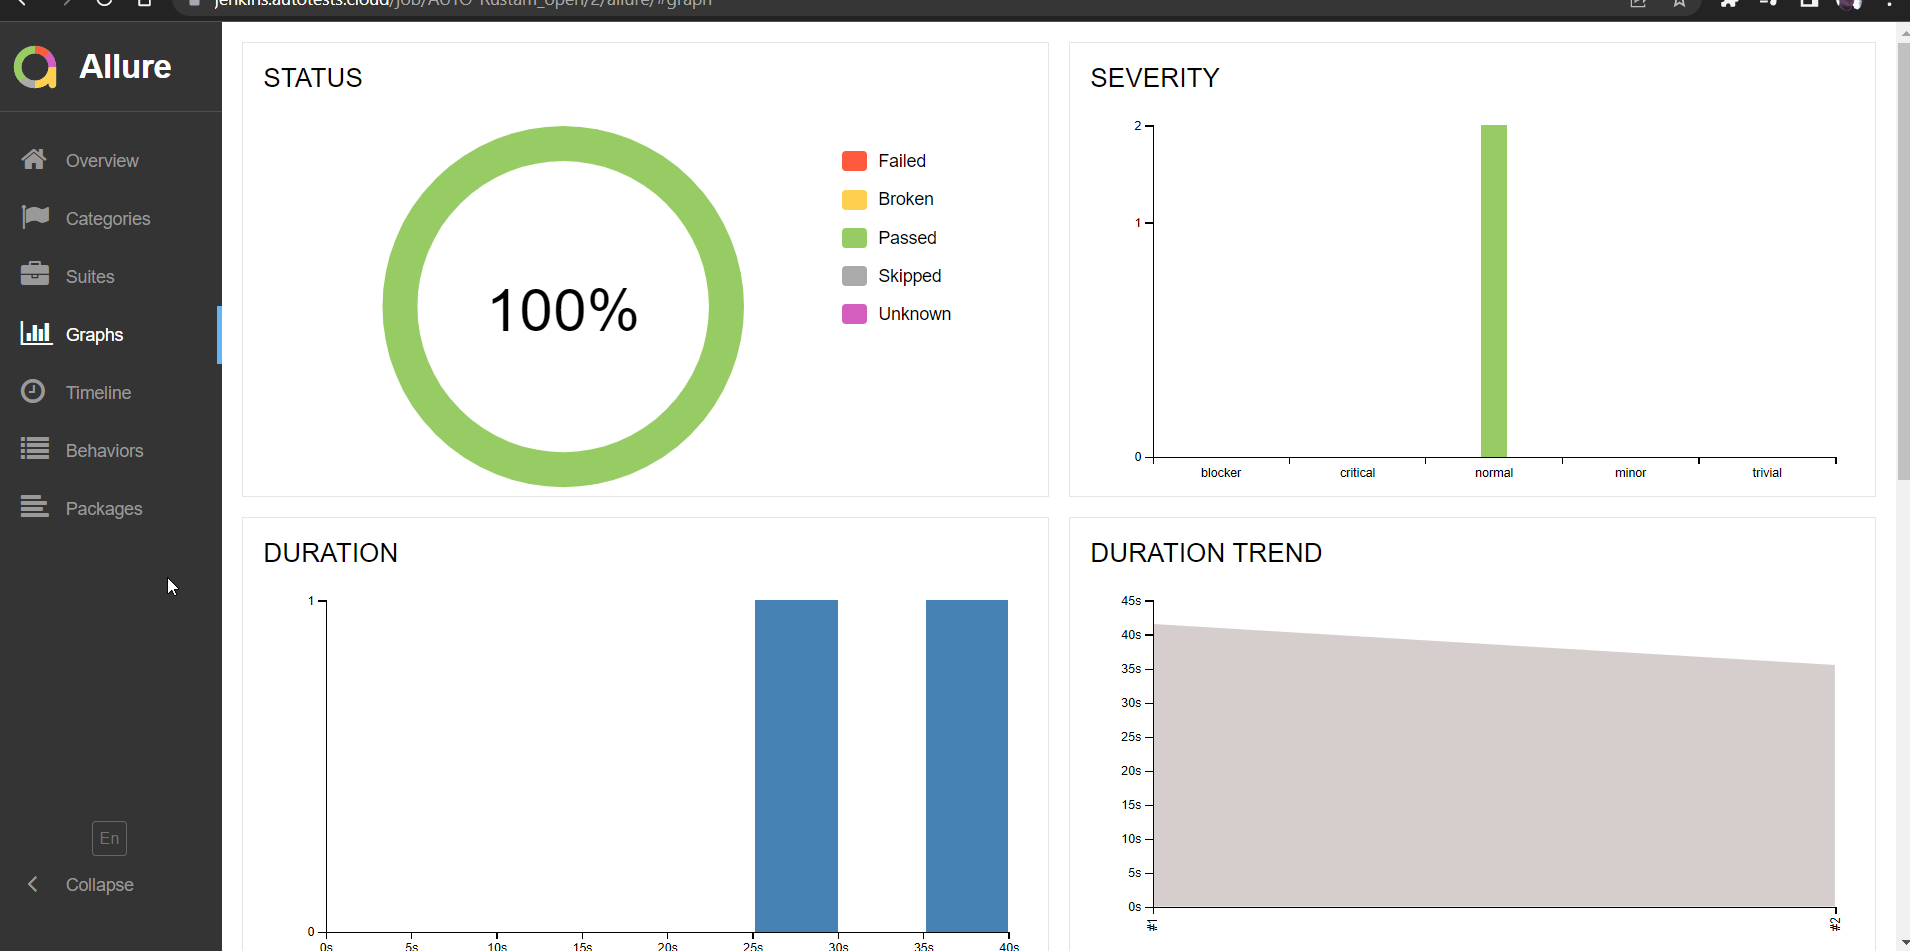 jenkins.autotests.cloud/job/AUTO-Rustam_open/2/allure/#graph
Allure
Overview
Categories
Suites
Graphs
Timeline
Behaviors
Packages
En
Collapse
STATUS
100%
Failed
Broken
Passed
Skipped
Unknown
SEVERITY
2
1
0
blocker critical normal minor trivial
DURATION
1
0
0s 5s 10s 15s 20s 25s 30s 35s 40s
DURATION TREND
45s
40s
35s
30s
25s
20s
15s
10s
5s
0s
#1 #2